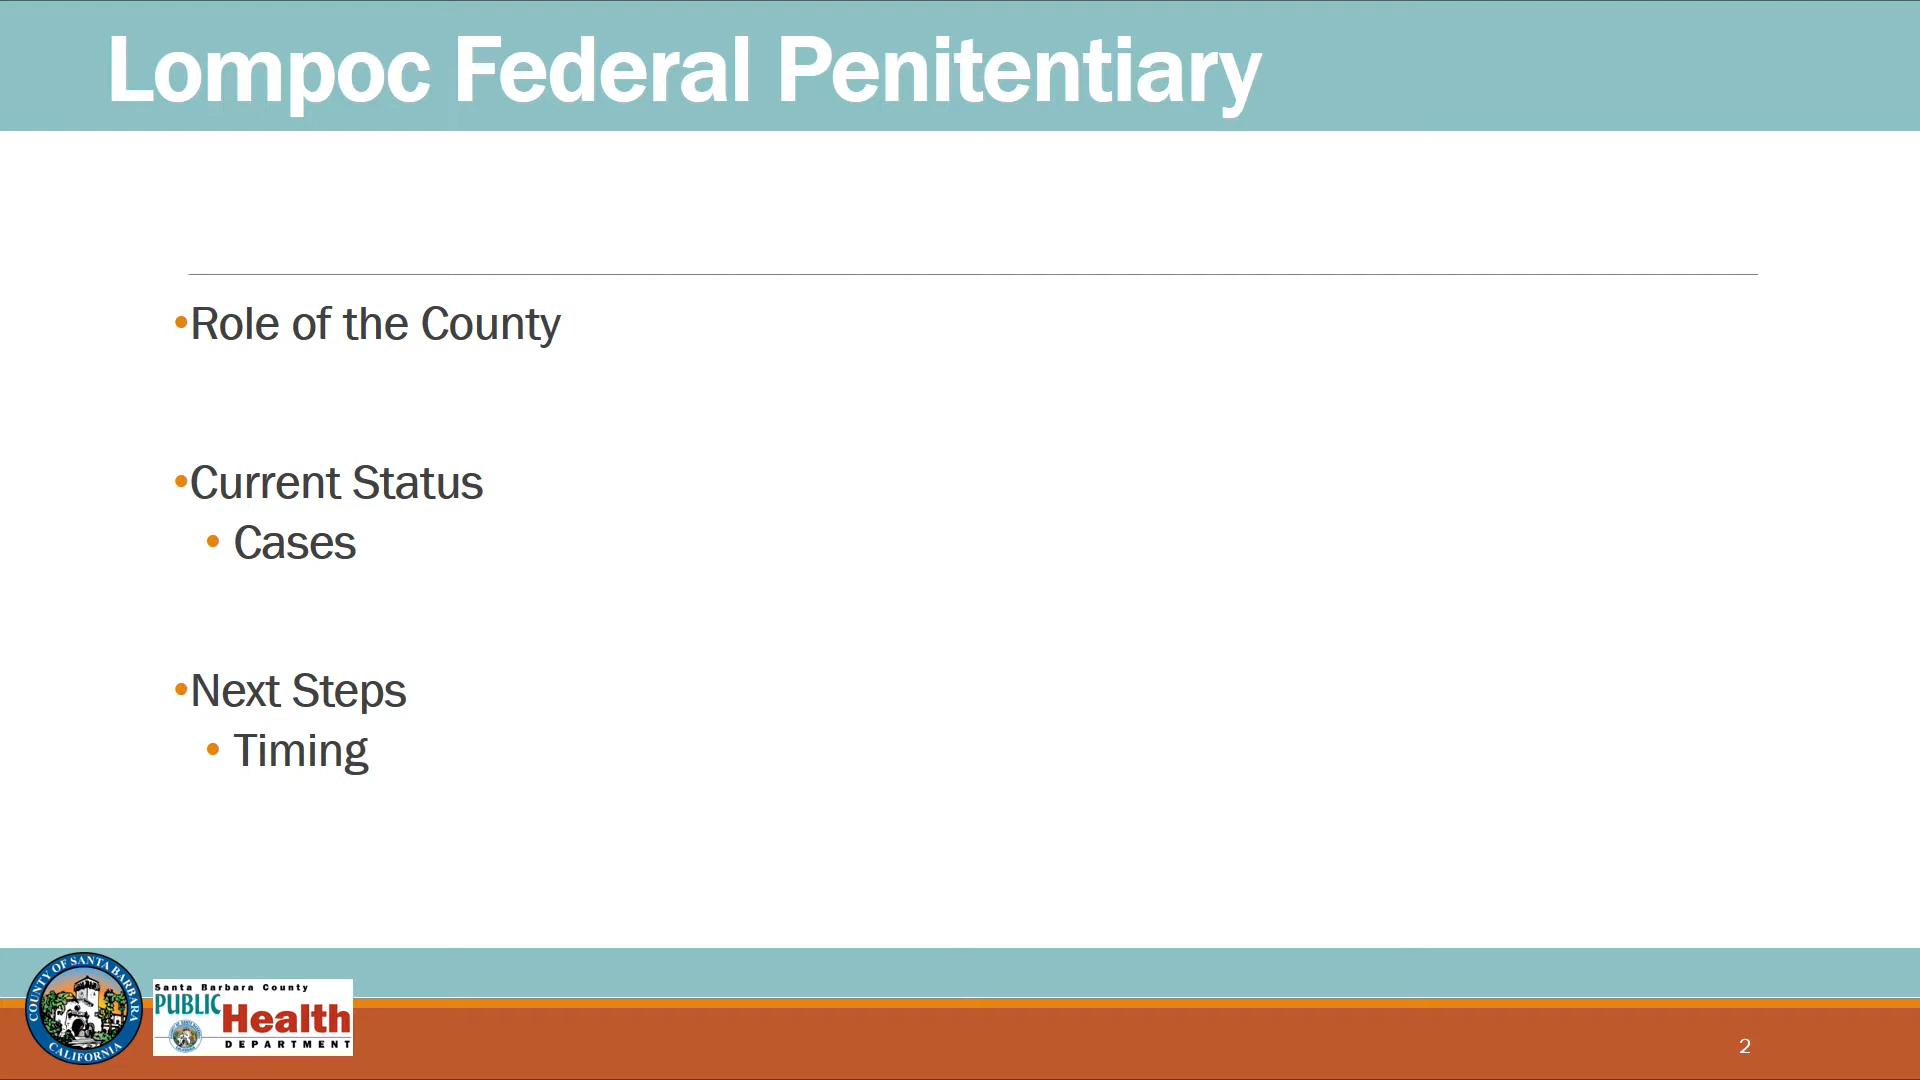 Lompoc Federal Penitentiary
•Role of the County
•Current Status
• Cases
•Next Steps
• Timing
COUNTY OF SANTA BARBARA
CALIFORNIA
Santa Barbara County
PUBLIC
Health
DEPARTMENT
2